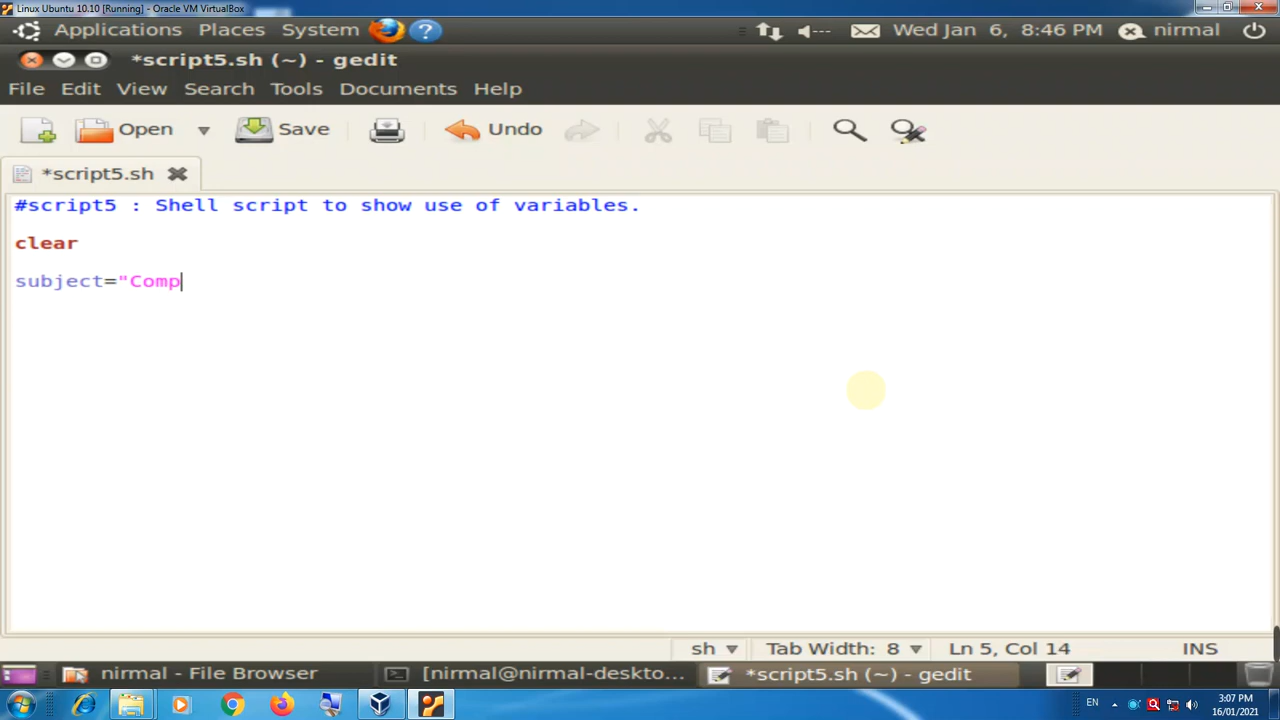 Linux Ubuntu 10.10 [Running] - Oracle VM VirtualBox
Applications Places System ? Wed Jan 6, 8:46 PM nirmal
*script5.sh (~) - gedit
File Edit View Search Tools Documents Help
Open Save Undo
*script5.sh
#script5 : Shell script to show use of variables.
clear
subject="Comp
sh Tab Width: 8 Ln 5, Col 14 INS
nirmal - File Browser [nirmal@nirmal-deskto... *script5.sh (~) - gedit
EN 3:07 PM
16/01/2021